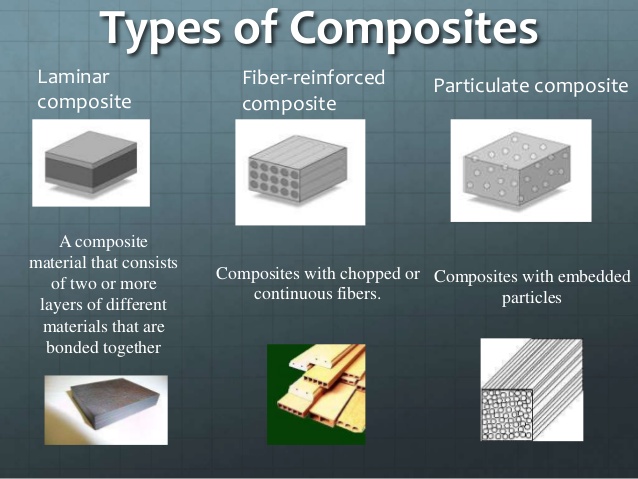 Types of Composites
Laminar
composite
Fiber-reinforced
composite
Particulate composite
A composite
material that consists
of two or more
layers of different
materials that are
bonded together
Composites with chopped or
continuous fibers.
Composites with embedded
particles